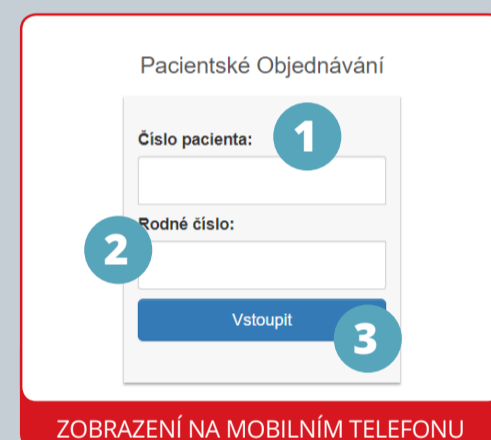 Pacientské Objednávání
Číslo pacienta:
1
Rodné číslo:
2
Vstoupit
3
ZOBRAZENÍ NA MOBILNÍM TELEFONU